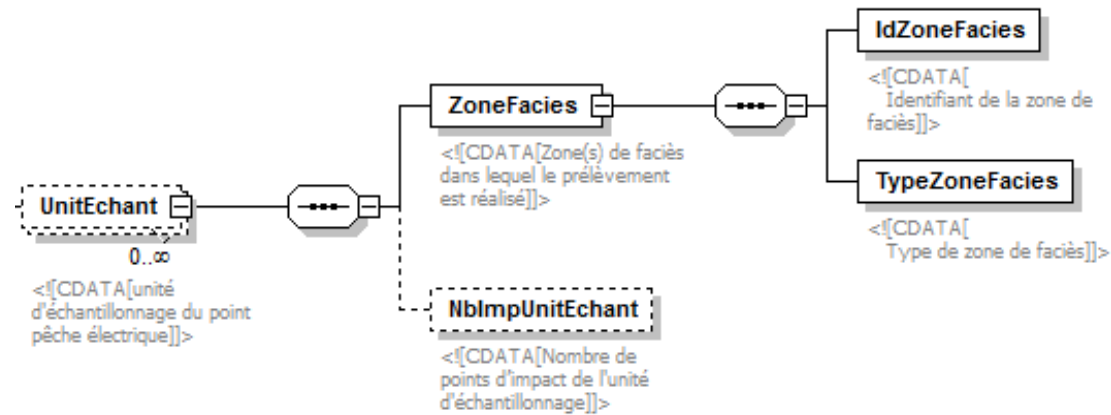 IdZoneFacies
<![CDATA[
Identifiant de la zone de
faciès]]>
ZoneFacies
<![CDATA[Zone(s) de faciès
dans lequel le prélèvement
est réalisé]]>
TypeZoneFacies
<![CDATA[
Type de zone de faciès]]>
UnitEchant
0..∞
<![CDATA[unité
d'échantillonnage du point
pêche électrique]]>
NbImpUnitEchant
<![CDATA[Nombre de
points d'impact de l'unité
d'échantillonnage]]>